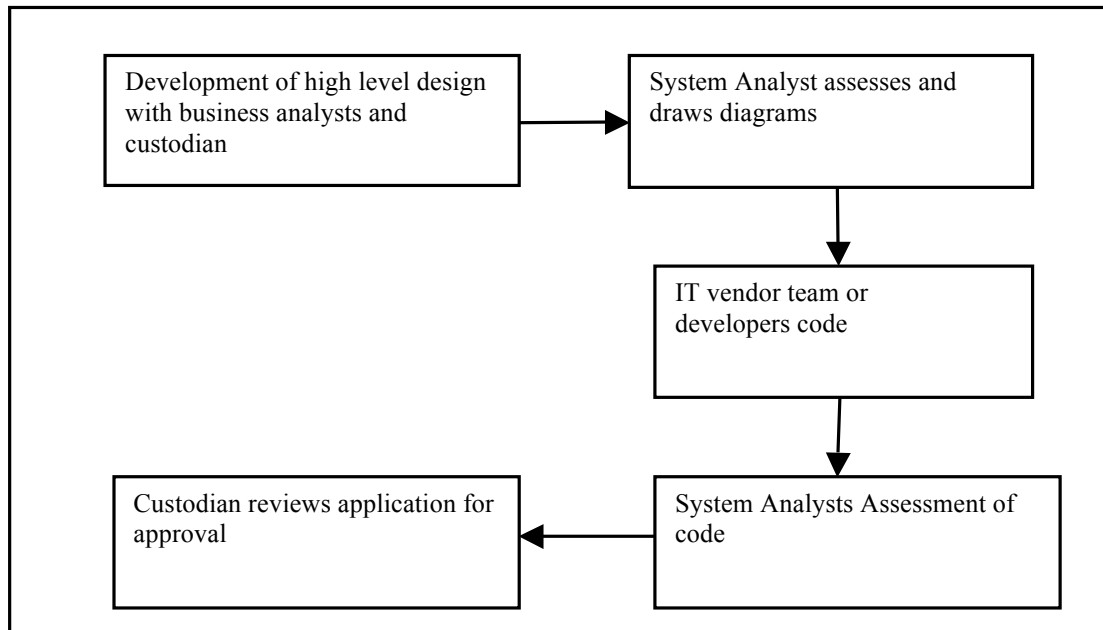 Development of high level design
with business analysts and
custodian
System Analyst assesses and
draws diagrams
IT vendor team or
developers code
System Analysts Assessment of
code
Custodian reviews application for
approval